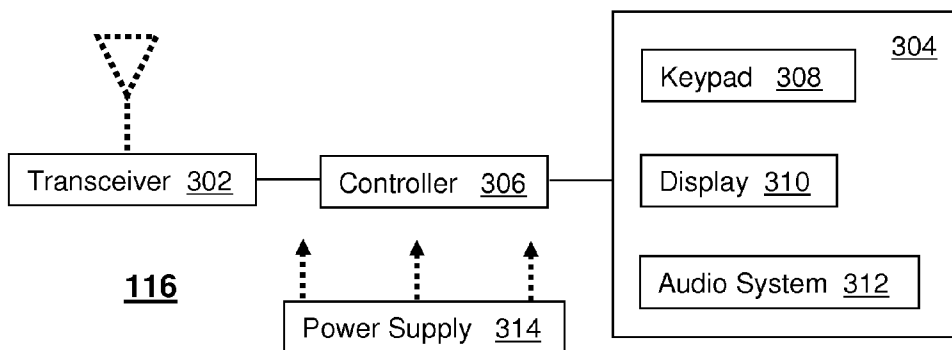 304
Keypad 308
Transceiver 302
Controller 306
Display 310
116
Audio System 312
Power Supply 314